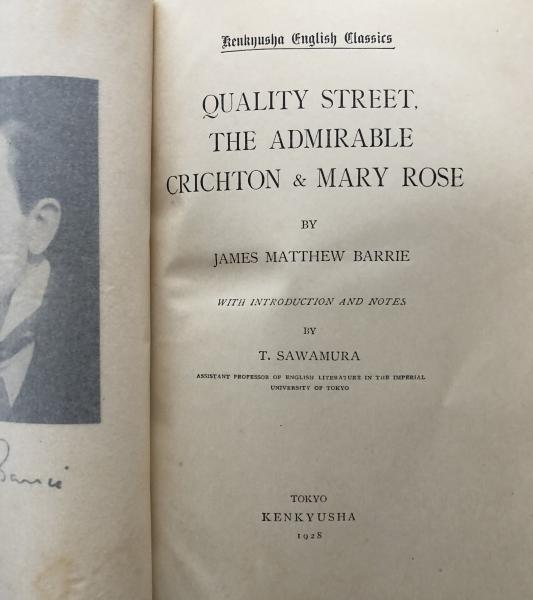 Barrie
Kenkyusha English Classics
QUALITY STREET,
THE ADMIRABLE
CRICHTON & MARY ROSE
BY
JAMES MATTHEW BARRIE
WITH INTRODUCTION AND NOTES
BY
T. SAWAMURA
ASSISTANT PROFESSOR OF ENGLISH LITERATURE IN THE IMPERIAL
UNIVERSITY OF TOKYO
TOKYO
KENKYUSHA
1928